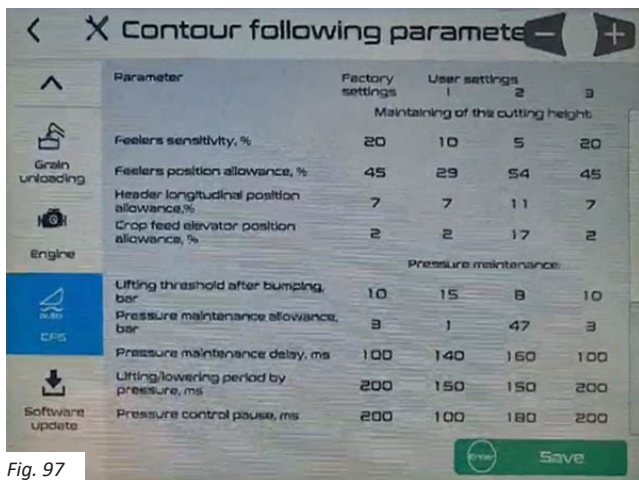 Contour following paramete
Parameter Factory settings User settings
1 2 3
Maintaining of the cutting height
Feelers sensitivity, % 20 10 5 20
Feelers position allowance, % 45 29 54 45
Header longitudinal position allowance,% 7 7 11 7
Crop feed elevator position allowance, % 2 2 17 2
Pressure maintenance
Lifting threshold after bumping, bar 10 15 8 10
Pressure maintenance allowance, bar 3 1 47 3
Pressure maintenance delay, ms 100 140 160 100
Lifting/lowering period by pressure, ms 200 150 150 200
Pressure control pause, ms 200 100 180 200
Grain unloading
Engine
AUTO
CFS
Software update
Enter Save
Fig. 97